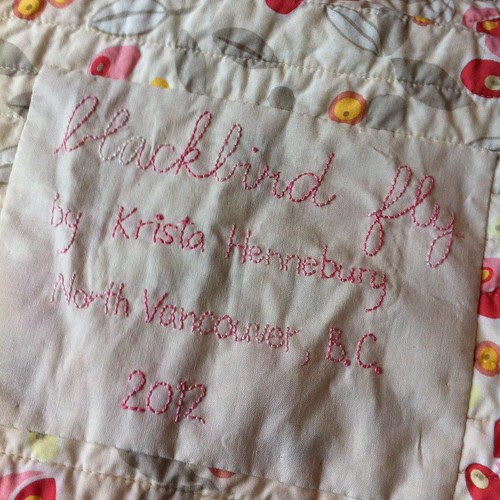 blackbird fly
by Krista Hennebury
North Vancouver, B.C.
2012